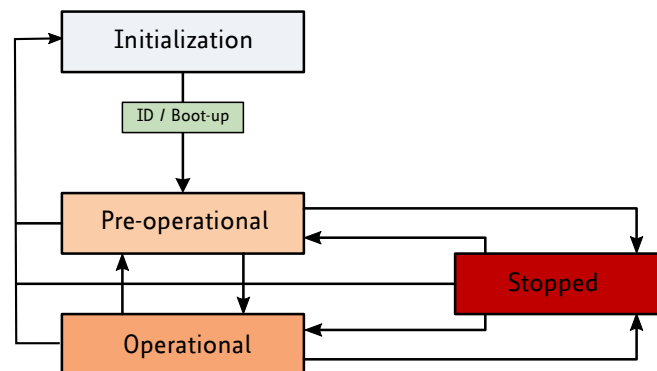 Initialization
ID / Boot-up
Pre-operational
Stopped
Operational